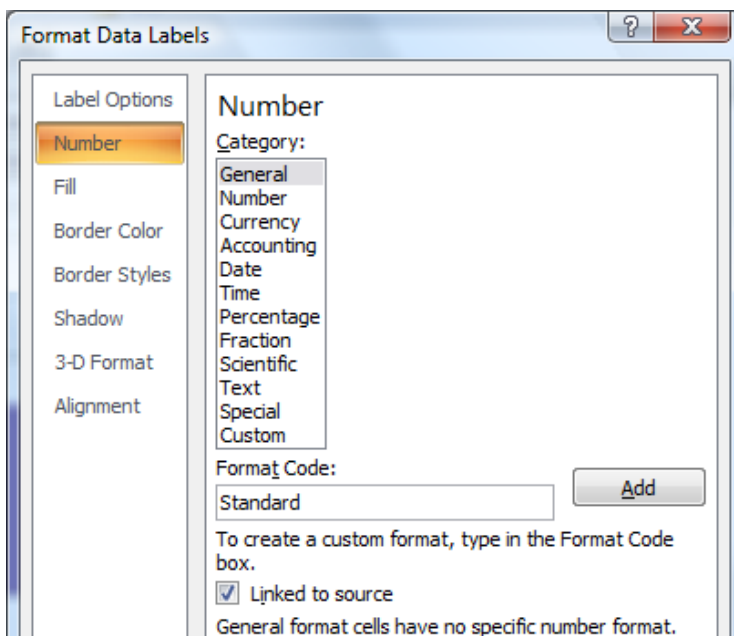 Format Data Labels
Label Options
Number
Fill
Border Color
Border Styles
Shadow
3-D Format
Alignment
Number
Category:
General
Number
Currency
Accounting
Date
Time
Percentage
Fraction
Scientific
Text
Special
Custom
Format Code:
Standard
Add
To create a custom format, type in the Format Code
box.
Linked to source
General format cells have no specific number format.